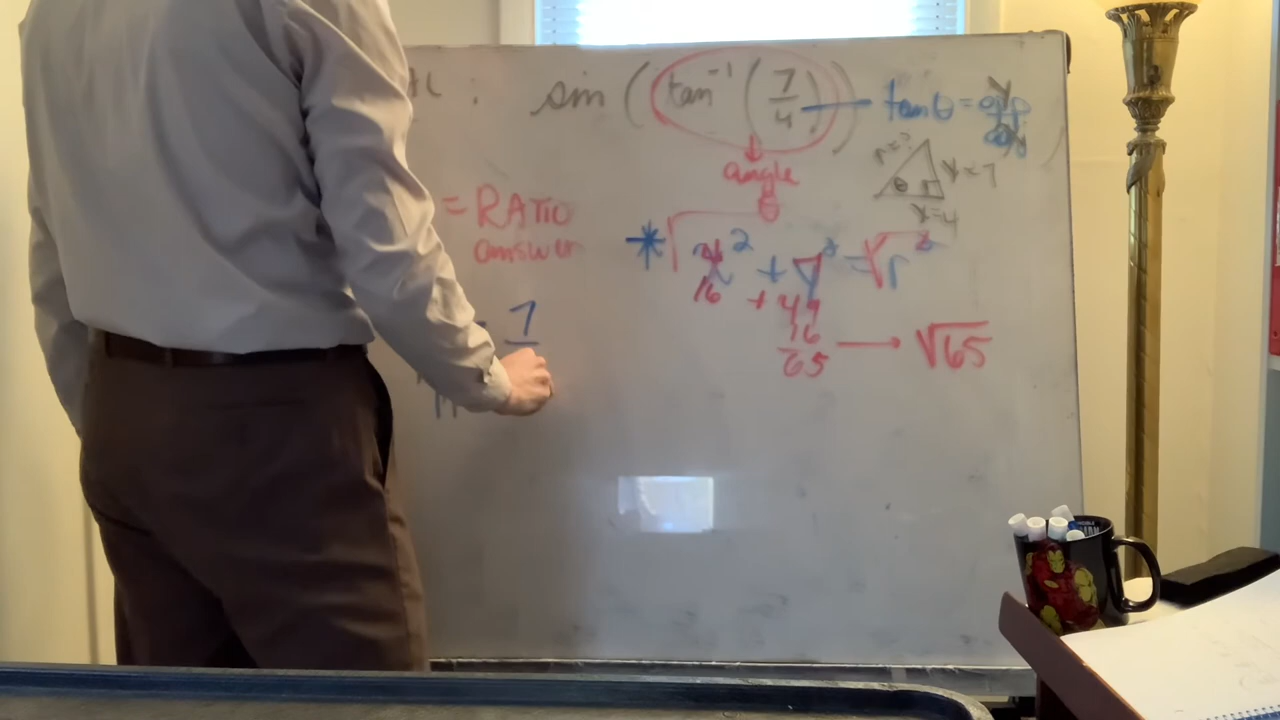 : sin (tan⁻¹ (7/4))
tanθ = opp/adj
y
x
angle
θ
r=?
θ
y=7
x=4
= RATIO
answer
* √x² + y² = √r²
16 + 49
16
65 → √65
7